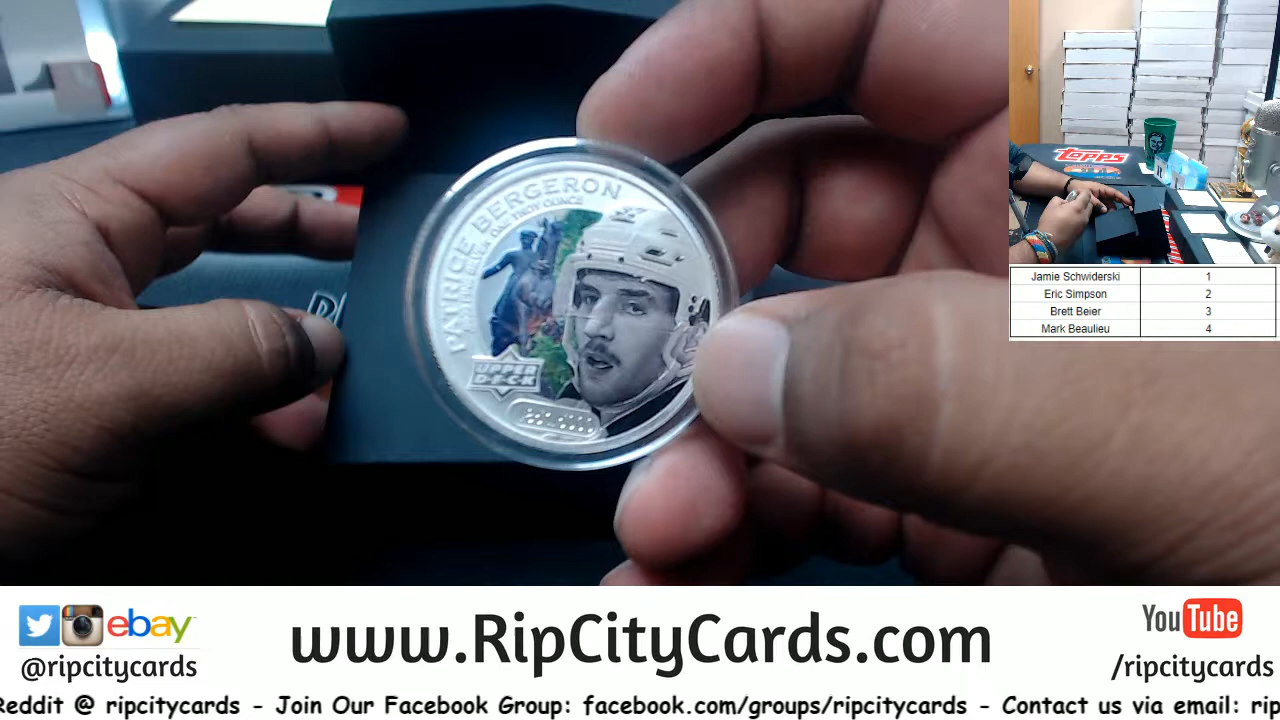 PATRICE BERGERON
ONE TROY OUNCE
UPPER
DECK
TOPPS
Jamie Schwiderski 1
Eric Simpson 2
Brett Beier 3
Mark Beaulieu 4
ebay
@ripcitycards
www.RipCityCards.com
YouTube
/ripcitycards
Reddit @ ripcitycards - Join Our Facebook Group: facebook.com/groups/ripcitycards - Contact us via email: rip